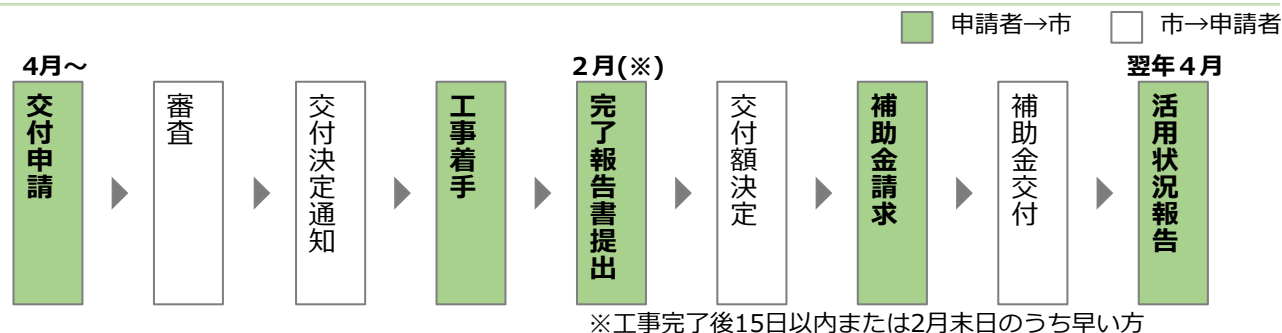 申請者→市
市→申請者
4月～
2月(※)
翌年4月
交付申請
審査
交付決定通知
工事着手
完了報告書提出
交付額決定
補助金請求
補助金交付
活用状況報告
※工事完了後15日以内または2月末日のうち早い方